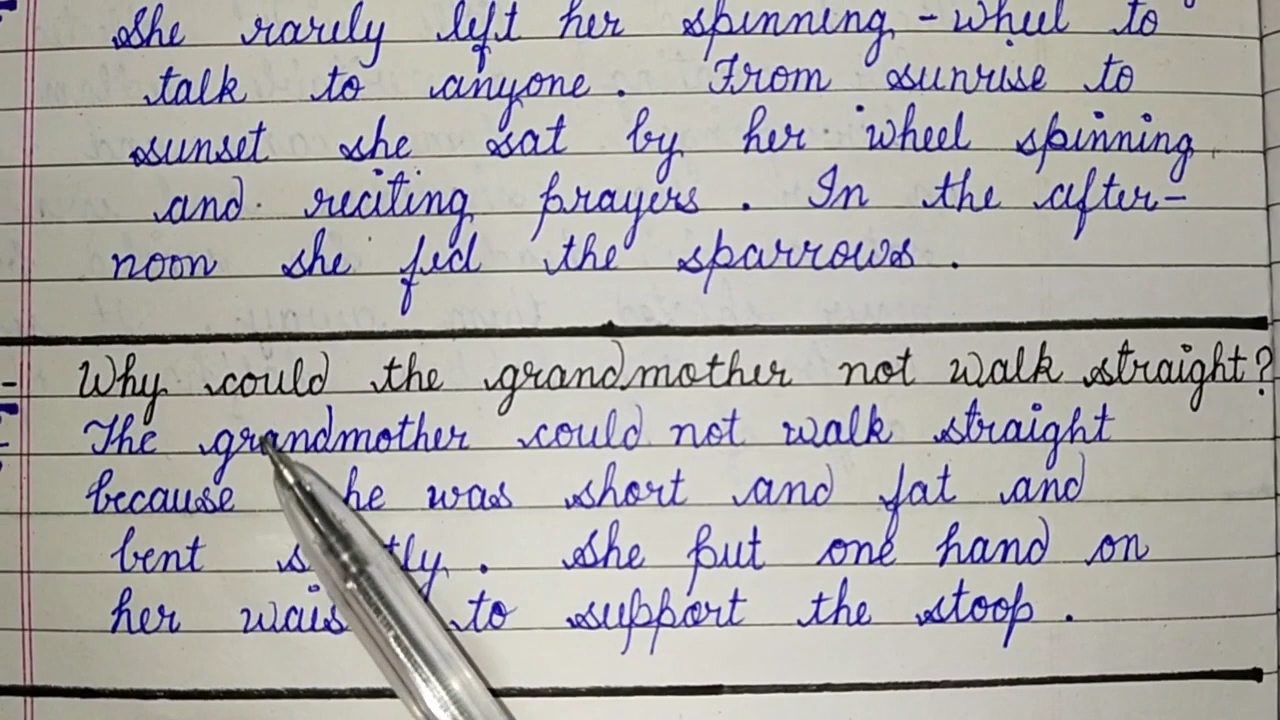 She rarely left her spinning-wheel to
talk to anyone. From sunrise to
sunset she sat by her wheel spinning
and reciting prayers. In the after-
noon she fed the sparrows.
Why could the grandmother not walk straight?
The grandmother could not walk straight
because he was short and fat and
bent. She put one hand on
her to support the stoop.